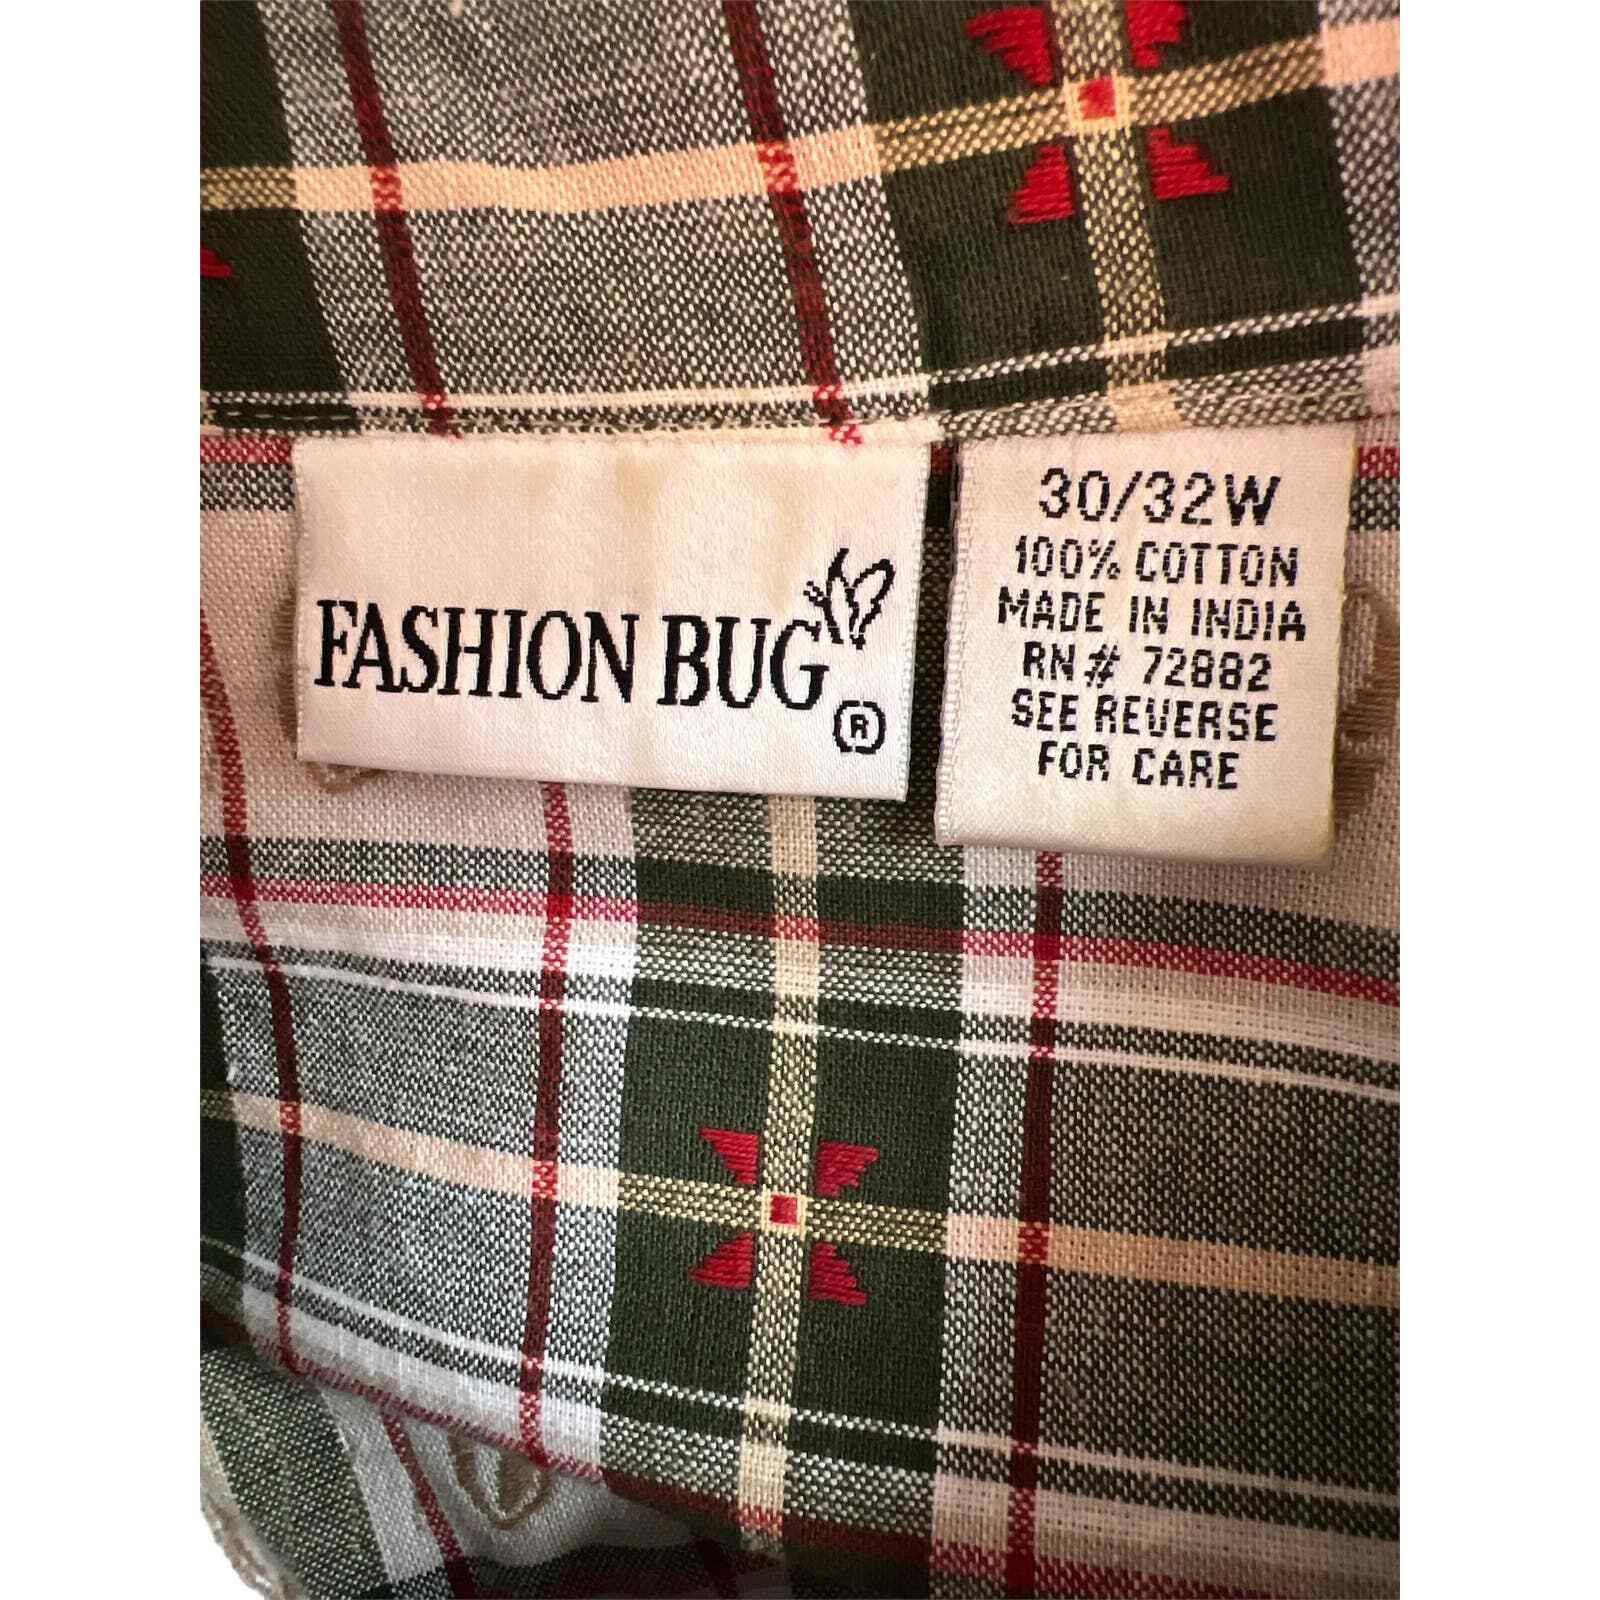 FASHION BUG
®
30/32W
100% COTTON
MADE IN INDIA
RN# 72882
SEE REVERSE
FOR CARE